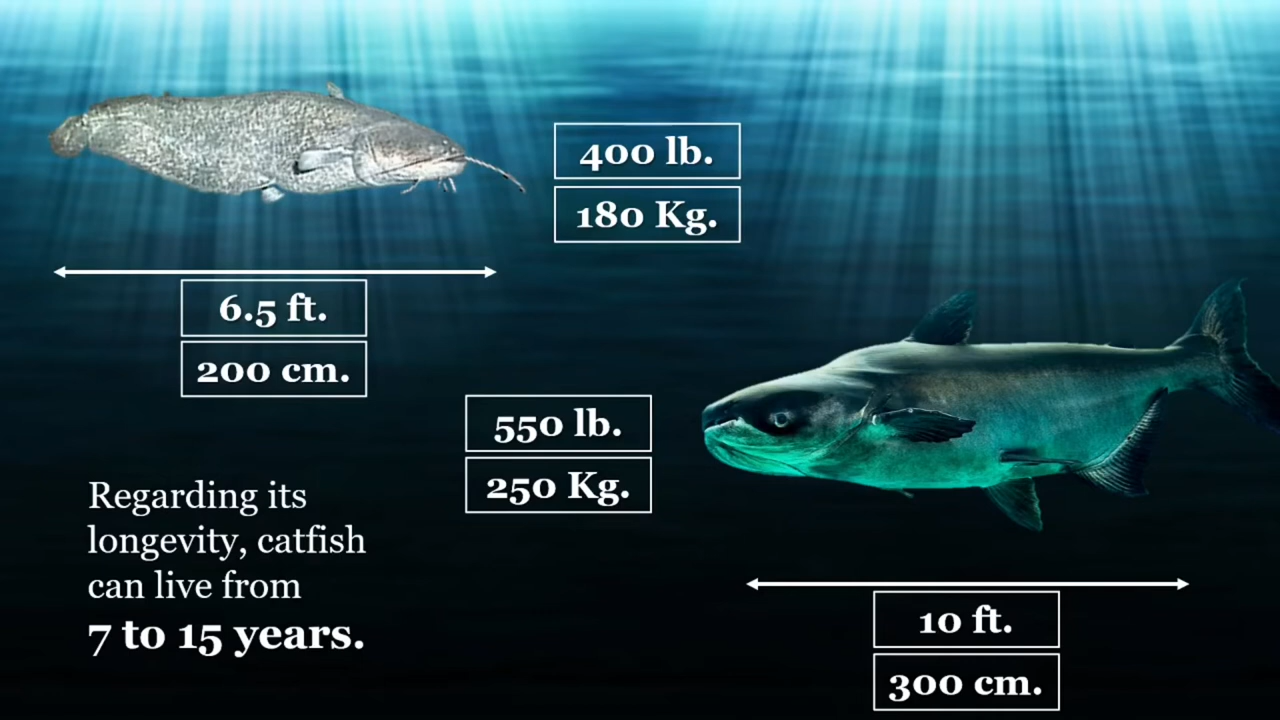 400 lb.
180 Kg.
6.5 ft.
200 cm.
550 lb.
250 Kg.
Regarding its
longevity, catfish
can live from
7 to 15 years.
10 ft.
300 cm.